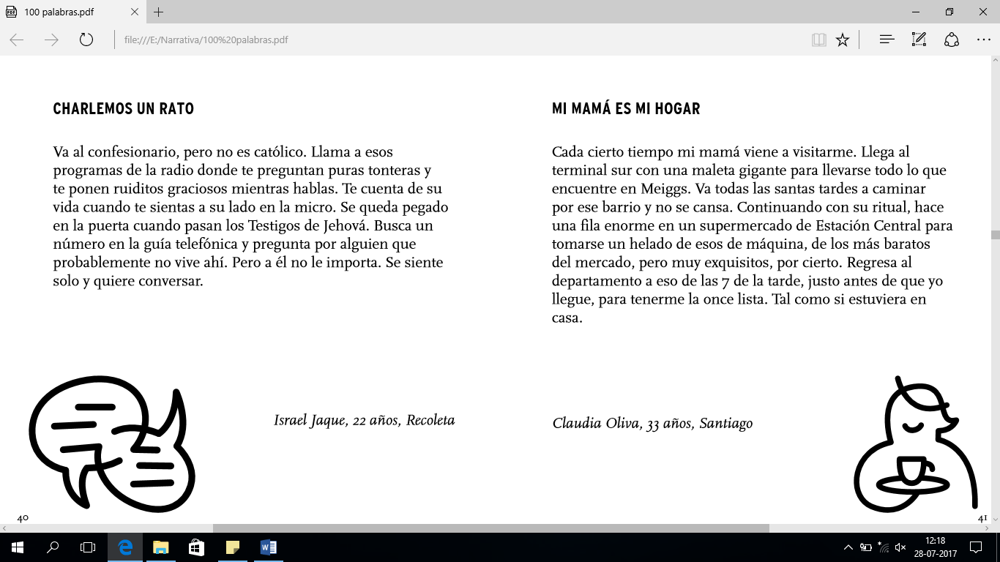 100 palabras.pdf
file:///E:/Narrativa/100%20palabras.pdf
CHARLEMOS UN RATO
Va al confesionario, pero no es católico. Llama a esos
programas de la radio donde te preguntan puras tonteras y
te ponen ruiditos graciosos mientras hablas. Te cuenta de su
vida cuando te sientas a su lado en la micro. Se queda pegado
en la puerta cuando pasan los Testigos de Jehová. Busca un
número en la guía telefónica y pregunta por alguien que
probablemente no vive ahí. Pero a él no le importa. Se siente
solo y quiere conversar.
Israel Jaque, 22 años, Recoleta
40
MI MAMÁ ES MI HOGAR
Cada cierto tiempo mi mamá viene a visitarme. Llega al
terminal sur con una maleta gigante para llevarse todo lo que
encuentre en Meiggs. Va todas las santas tardes a caminar
por ese barrio y no se cansa. Continuando con su ritual, hace
una fila enorme en un supermercado de Estación Central para
tomarse un helado de esos de máquina, de los más baratos
del mercado, pero muy exquisitos, por cierto. Regresa al
departamento a eso de las 7 de la tarde, justo antes de que yo
llegue, para tenerme la once lista. Tal como si estuviera en
casa.
Claudia Oliva, 33 años, Santiago
41
12:18
28-07-2017